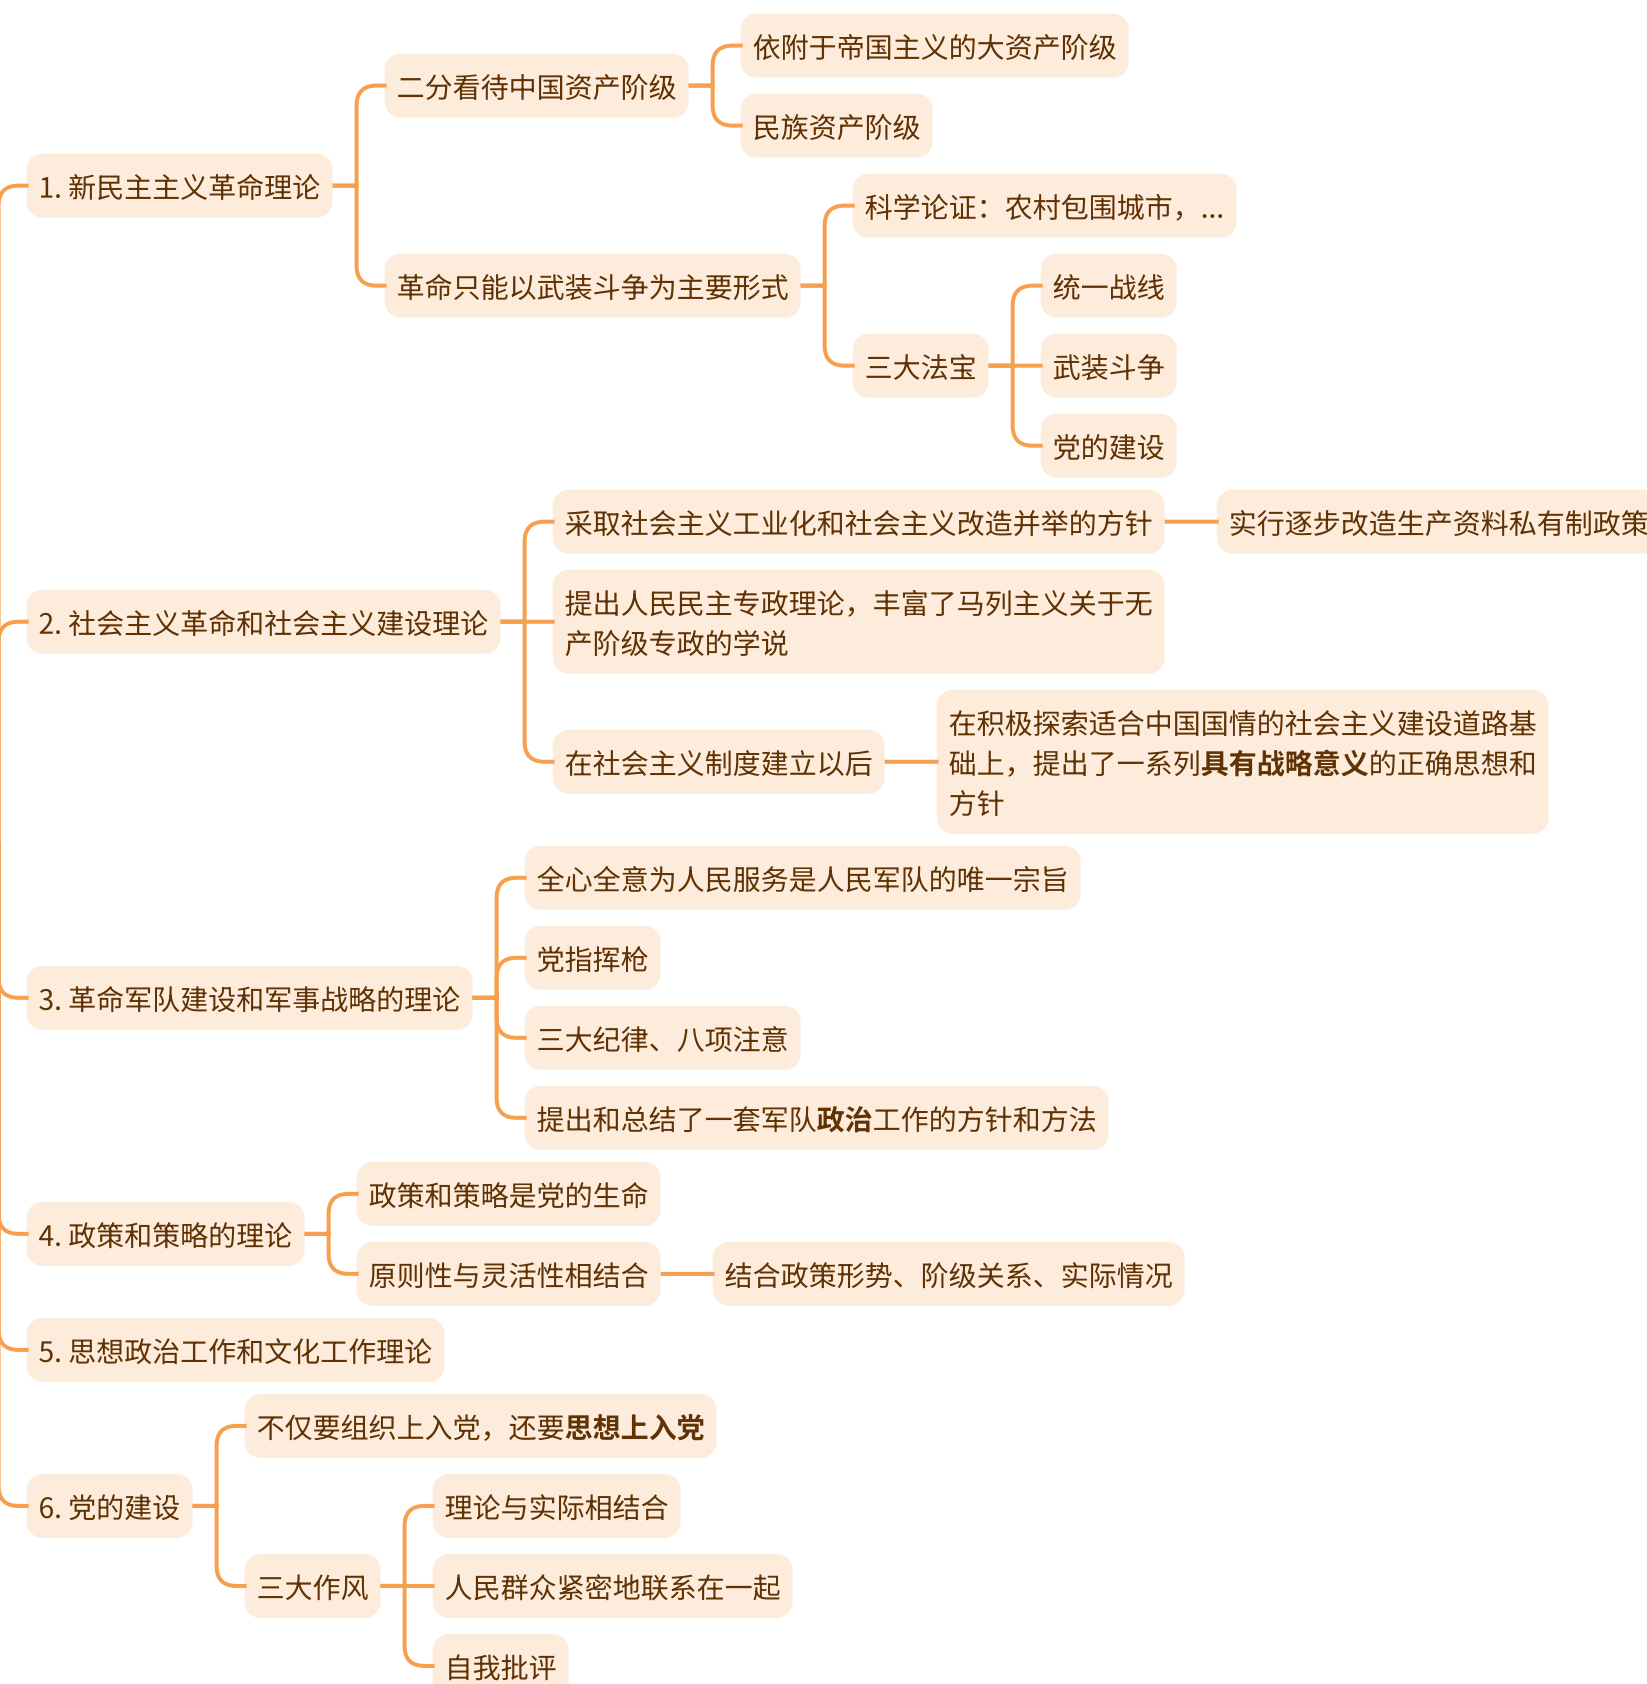 依附于帝国主义的大资产阶级
二分看待中国资产阶级
民族资产阶级
1. 新民主主义革命理论
科学论证：农村包围城市，...
革命只能以武装斗争为主要形式
统一战线
三大法宝
武装斗争
党的建设
采取社会主义工业化和社会主义改造并举的方针
实行逐步改造生产资料私有制政策
2. 社会主义革命和社会主义建设理论
提出人民民主专政理论，丰富了马列主义关于无
产阶级专政的学说
在社会主义制度建立以后
在积极探索适合中国国情的社会主义建设道路基
础上，提出了一系列具有战略意义的正确思想和
方针
全心全意为人民服务是人民军队的唯一宗旨
党指挥枪
3. 革命军队建设和军事战略的理论
三大纪律、八项注意
提出和总结了一套军队政治工作的方针和方法
政策和策略是党的生命
4. 政策和策略的理论
原则性与灵活性相结合
结合政策形势、阶级关系、实际情况
5. 思想政治工作和文化工作理论
不仅要组织上入党，还要思想上入党
6. 党的建设
理论与实际相结合
三大作风
人民群众紧密地联系在一起
自我批评